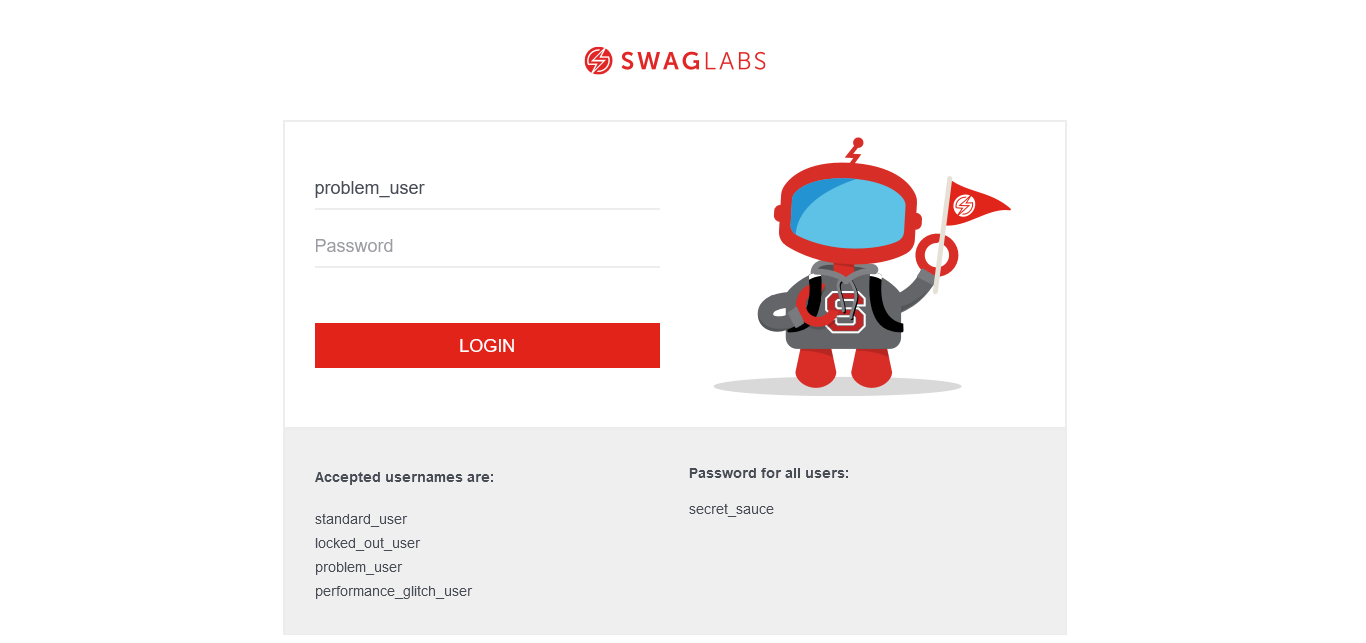 SWAGLABS
problem_user
Password
LOGIN
S
Accepted usernames are:
standard_user
locked_out_user
problem_user
performance_glitch_user
Password for all users:
secret_sauce